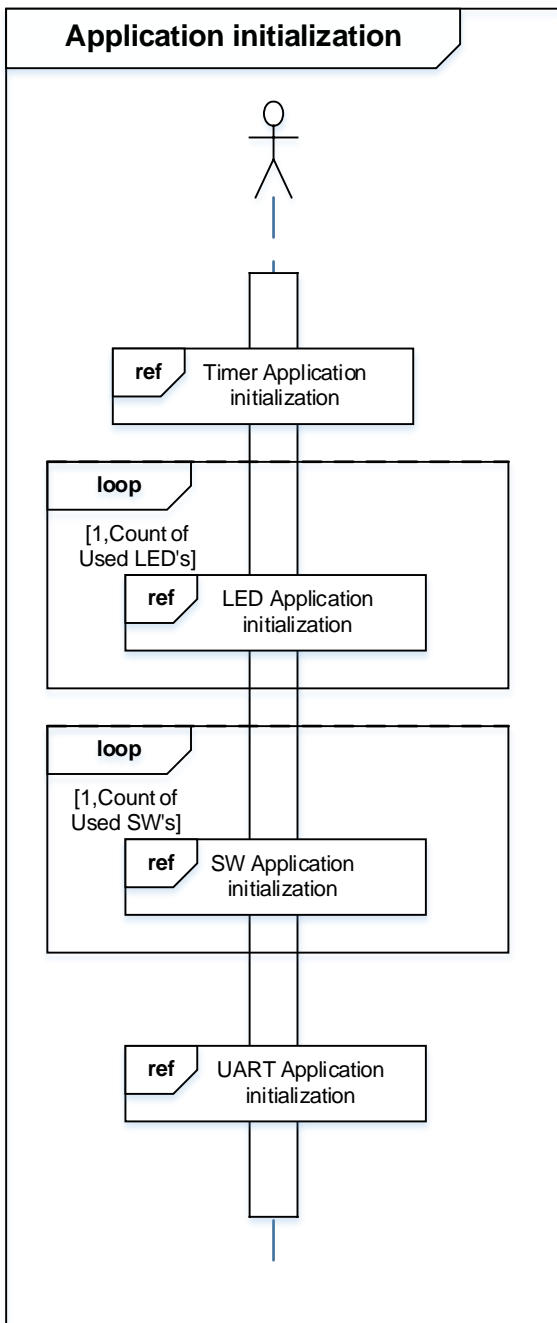 Application initialization
ref
Timer Application
initialization
loop
[1,Count of
Used LED's]
ref
LED Application
initialization
loop
[1,Count of
Used SW's]
ref
SW Application
initialization
ref
UART Application
initialization